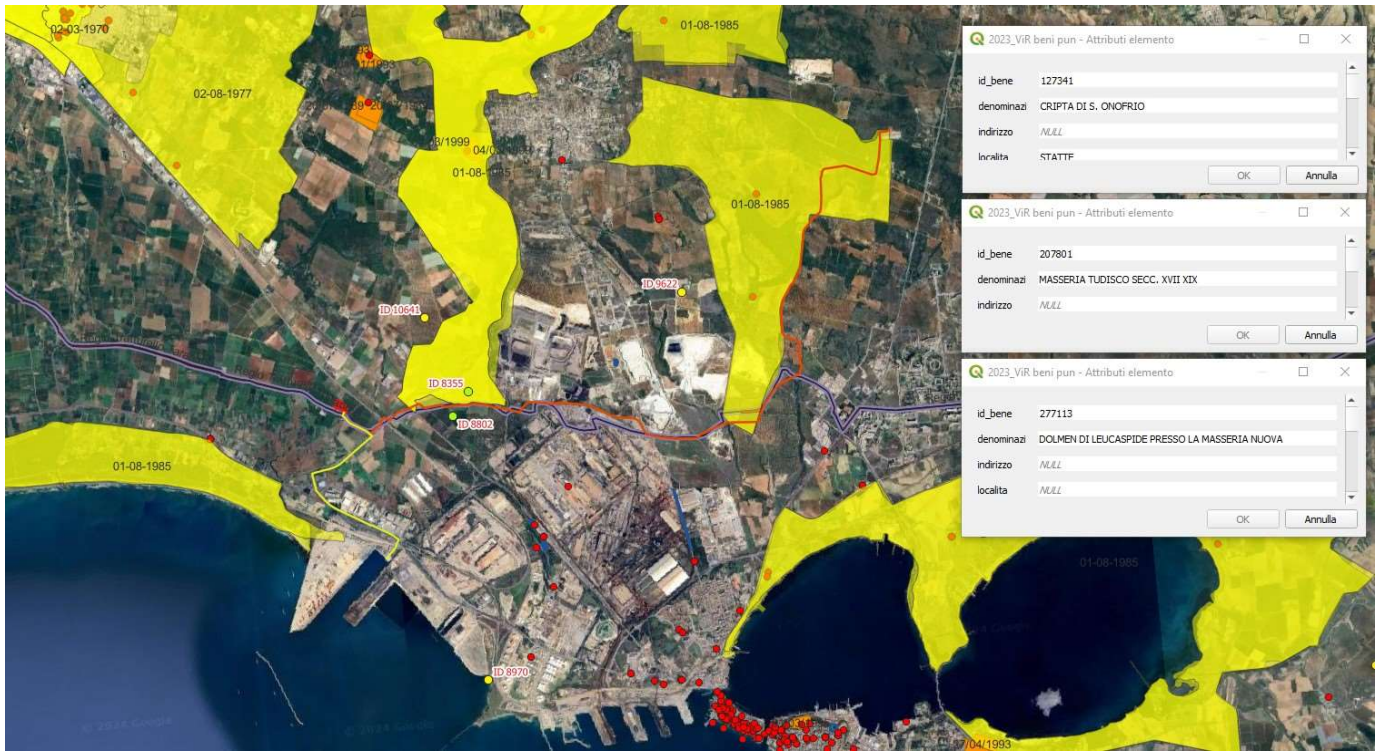 02-03-1970
01-08-1985
02-08-1977
04/0
01-08-1985
01-08-1985
ID 9622
ID 10641
ID 8355
ID 8802
01-08-1985
01-08-1985
ID 8970
© 2024 Google
/04/1993
2023_ViR beni pun - Attributi elemento
id_bene 127341
denominazi CRIPTA DI S. ONOFRIO
indirizzo NULL
localita STATTE
OK Annulla
2023_ViR beni pun - Attributi elemento
id_bene 207801
denominazi MASSERIA TUDISCO SECC. XVII XIX
indirizzo NULL
OK Annulla
2023_ViR beni pun - Attributi elemento
id_bene 277113
denominazi DOLMEN DI LEUCASPIDE PRESSO LA MASSERIA NUOVA
indirizzo NULL
localita NULL
OK Annulla